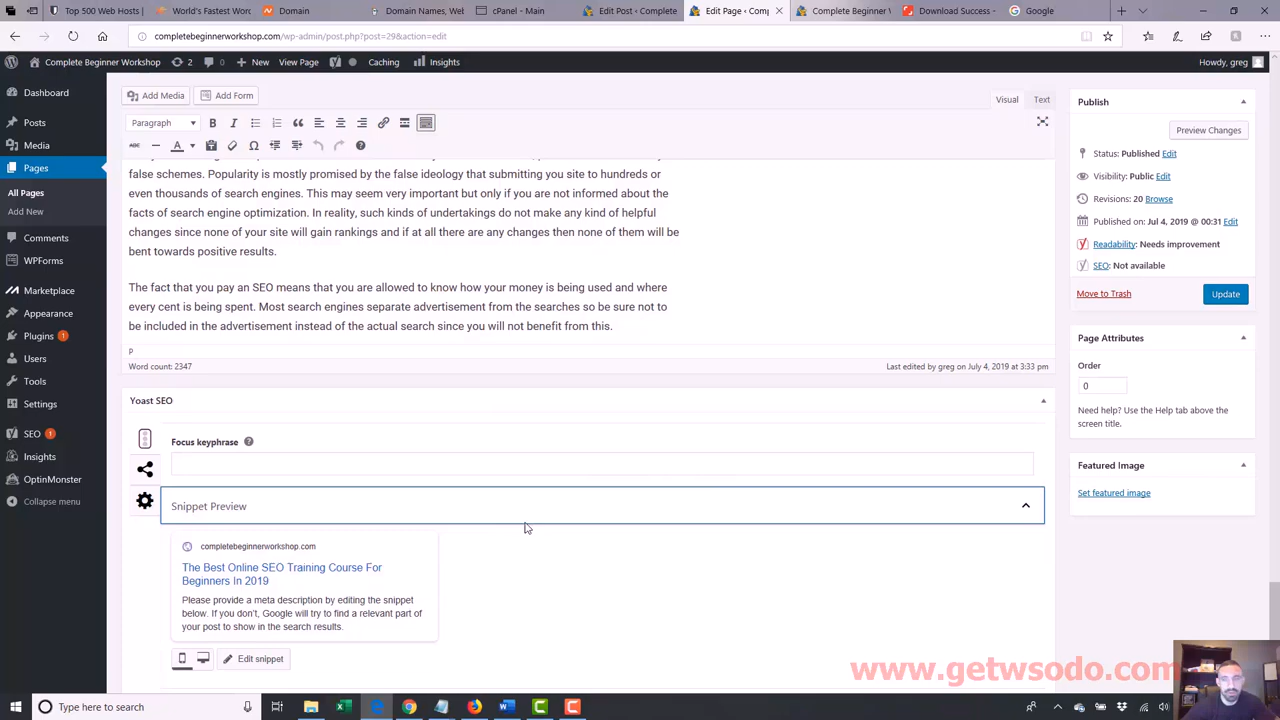 Top 500 Web Hosts
World's Fastest Wor
Domain
Domain Names, Wel
cPanel - Main
Edit Post ‹ Complete
Edit Page ‹ C
Complete Beginner W
Download Success -
Google
completebeginnerworkshop.com/wp-admin/post.php?post=29&action=edit
Complete Beginner Workshop
2
0
New
View Page
Caching
Insights
Howdy, greg
Dashboard
Posts
Media
Pages
All Pages
Add New
Comments
WPForms
Marketplace
Appearance
Plugins 1
Users
Tools
Settings
SEO 1
Insights
OptinMonster
Collapse menu
Add Media
Add Form
Visual
Text
Paragraph
ABC
false schemes. Popularity is mostly promised by the false ideology that submitting you site to hundreds or
even thousands of search engines. This may seem very important but only if you are not informed about the
facts of search engine optimization. In reality, such kinds of undertakings do not make any kind of helpful
changes since none of your site will gain rankings and if at all there are any changes then none of them will be
bent towards positive results.
The fact that you pay an SEO means that you are allowed to know how your money is being used and where
every cent is being spent. Most search engines separate advertisement from the searches so be sure not to
be included in the advertisement instead of the actual search since you will not benefit from this.
p
Word count: 2347
Last edited by greg on July 4, 2019 at 3:33 pm
Yoast SEO
Focus keyphrase
Snippet Preview
completebeginnerworkshop.com
The Best Online SEO Training Course For
Beginners In 2019
Please provide a meta description by editing the snippet
below. If you don't, Google will try to find a relevant part of
your post to show in the search results.
Edit snippet
Publish
Preview Changes
Status: Published Edit
Visibility: Public Edit
Revisions: 20 Browse
Published on: Jul 4, 2019 @ 00:31 Edit
Readability: Needs improvement
SEO: Not available
Move to Trash
Update
Page Attributes
Order
0
Need help? Use the Help tab above the
screen title.
Featured Image
Set featured image
www.getwsodo.com
Type here to search